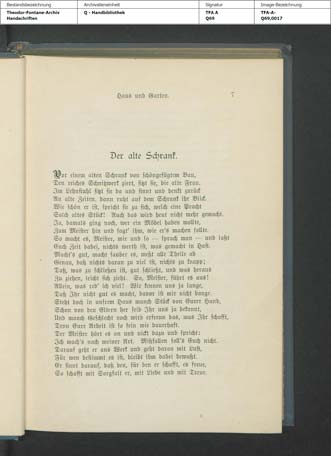 Bestandsbezeichnung Archivalieneinheit Signatur Image-Bezeichnung
Theodor-Fontane-Archiv Q - Handbibliothek TFA A TFA-A-
Handschriften Q69 Q69,0017
Haus und Garten. 7
Der alte Schrank.
Vor einem alten Schrank von schöngefügtem Bau,
Den reiches Schnitzwerk ziert, sitzt sie, die alte Frau.
Im Lehnstuhl sitzt sie da und sinnt und denkt zurück
An alte Zeiten, dann ruht auf dem Schrank ihr Blick.
Wie schön er ist, spricht sie zu sich, welch eine Pracht
Solch altes Stück! Auch das wird heut nicht mehr gemacht.
Ja, damals ging noch, wer ein Möbel haben wollte,
Zum Meister hin und sagt' ihm, wie er's machen sollte.
So macht es, Meister, wie und so — sprach man — und laßt
Euch Zeit dabei, nichts werth ist, was gemacht in Hast.
Macht's gut, macht sauber es, meßt alle Theile ab
Genau, daß nichts daran zu viel ist, nichts zu knapp;
Daß, was zu schließen ist, gut schließt, und was heraus
Zu ziehen, leicht sich zieht. So, Meister, führt es aus!
Allein, was red' ich viel! Wir kennen uns ja lange,
Daß Ihr nicht gut es macht, davor ist mir nicht bange.
Steht doch in unserm Haus manch Stück von Eurer Hand,
Schon von den Eltern her seid Ihr uns ja bekannt,
Und manch Geschlecht noch wird erfreun das, was Ihr schafft,
Denn Eure Arbeit ist so fein wie dauerhaft.
Der Meister hört es an und nickt dazu und spricht:
Ich mach's nach meiner Art. Mißfallen soll's Euch nicht.
Darauf geht er ans Werk und geht daran mit Lust,
Für wen bestimmt es ist, bleibt ihm dabei bewußt.
Er sinnt darauf, daß den, für den er schafft, es freue,
So schafft mit Sorgfalt er, mit Liebe und mit Treue.